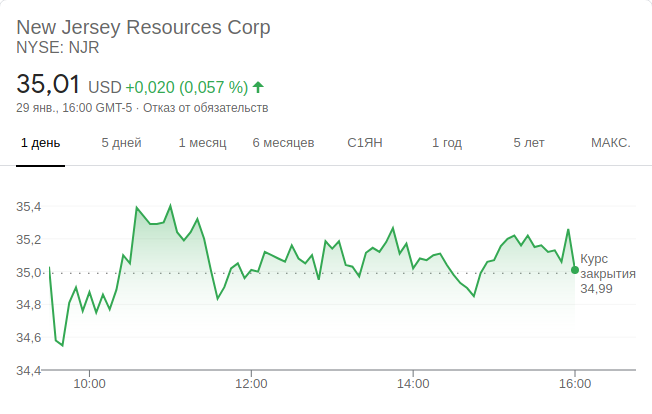 New Jersey Resources Corp
NYSE: NJR
35,01 USD +0,020 (0,057 %)
29 янв., 16:00 GMT-5 · Отказ от обязательств
1 день 5 дней 1 месяц 6 месяцев С1ЯН 1 год 5 лет МАКС.
35,4
35,2
35,0
34,8
34,6
34,4
Курс
закрытия
34,99
10:00 12:00 14:00 16:00